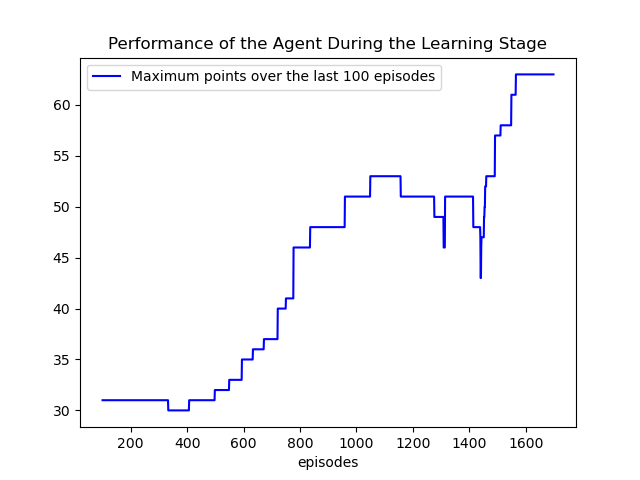 Performance of the Agent During the Learning Stage
Maximum points over the last 100 episodes
60
55
50
45
40
35
30
200 400 600 800 1000 1200 1400 1600
episodes